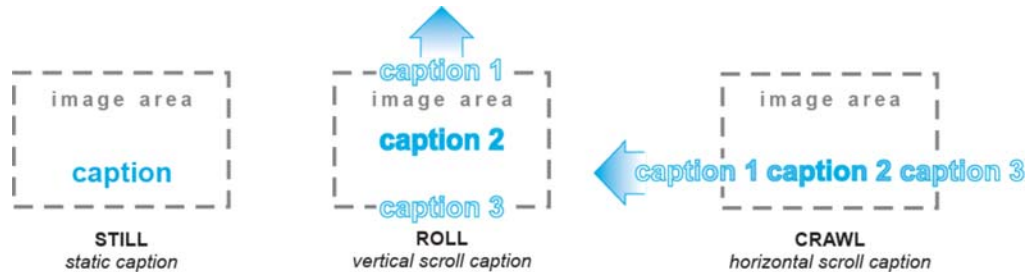 image area
caption
STILL
static caption
caption 1
image area
caption 2
caption 3
ROLL
vertical scroll caption
image area
caption 1 caption 2 caption 3
CRAWL
horizontal scroll caption